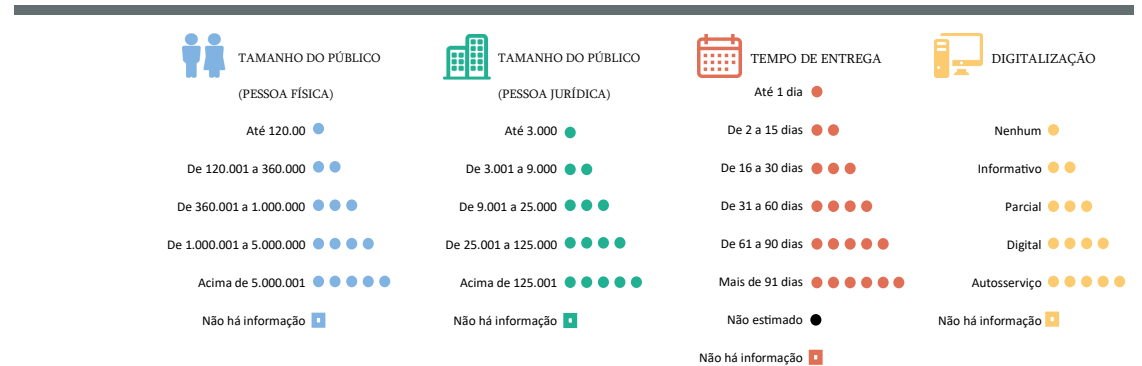 TAMANHO DO PÚBLICO
(PESSOA FÍSICA)
Até 120.00
De 120.001 a 360.000
De 360.001 a 1.000.000
De 1.000.001 a 5.000.000
Acima de 5.000.001
Não há informação
TAMANHO DO PÚBLICO
(PESSOA JURÍDICA)
Até 3.000
De 3.001 a 9.000
De 9.001 a 25.000
De 25.001 a 125.000
Acima de 125.001
Não há informação
TEMPO DE ENTREGA
Até 1 dia
De 2 a 15 dias
De 16 a 30 dias
De 31 a 60 dias
De 61 a 90 dias
Mais de 91 dias
Não estimado
Não há informação
DIGITALIZAÇÃO
Nenhum
Informativo
Parcial
Digital
Autosserviço
Não há informação